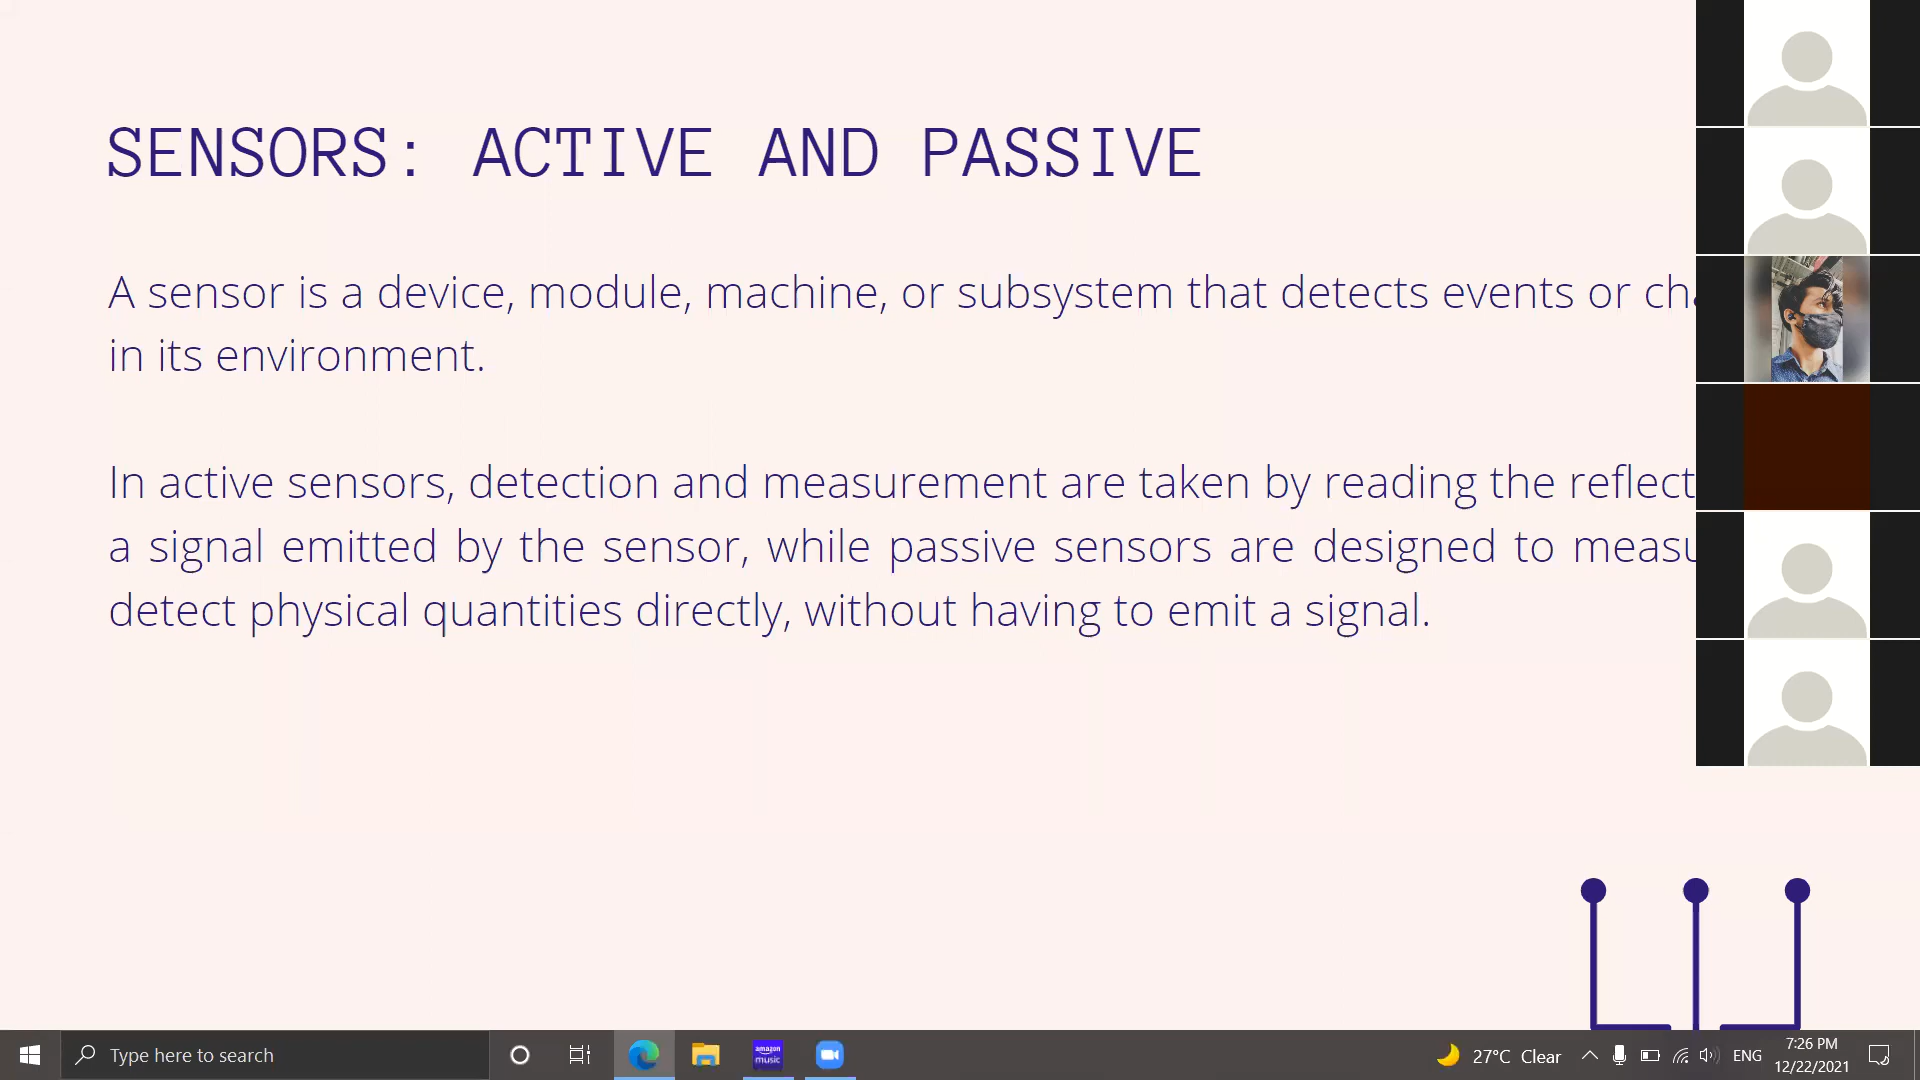 SENSORS: ACTIVE AND PASSIVE
A sensor is a device, module, machine, or subsystem that detects events or
in its environment.
In active sensors, detection and measurement are taken by reading the
a signal emitted by the sensor, while passive sensors are designed to
detect physical quantities directly, without having to emit a signal.
Type here to search
amazon music
27°C Clear
ENG
7:26 PM
12/22/2021